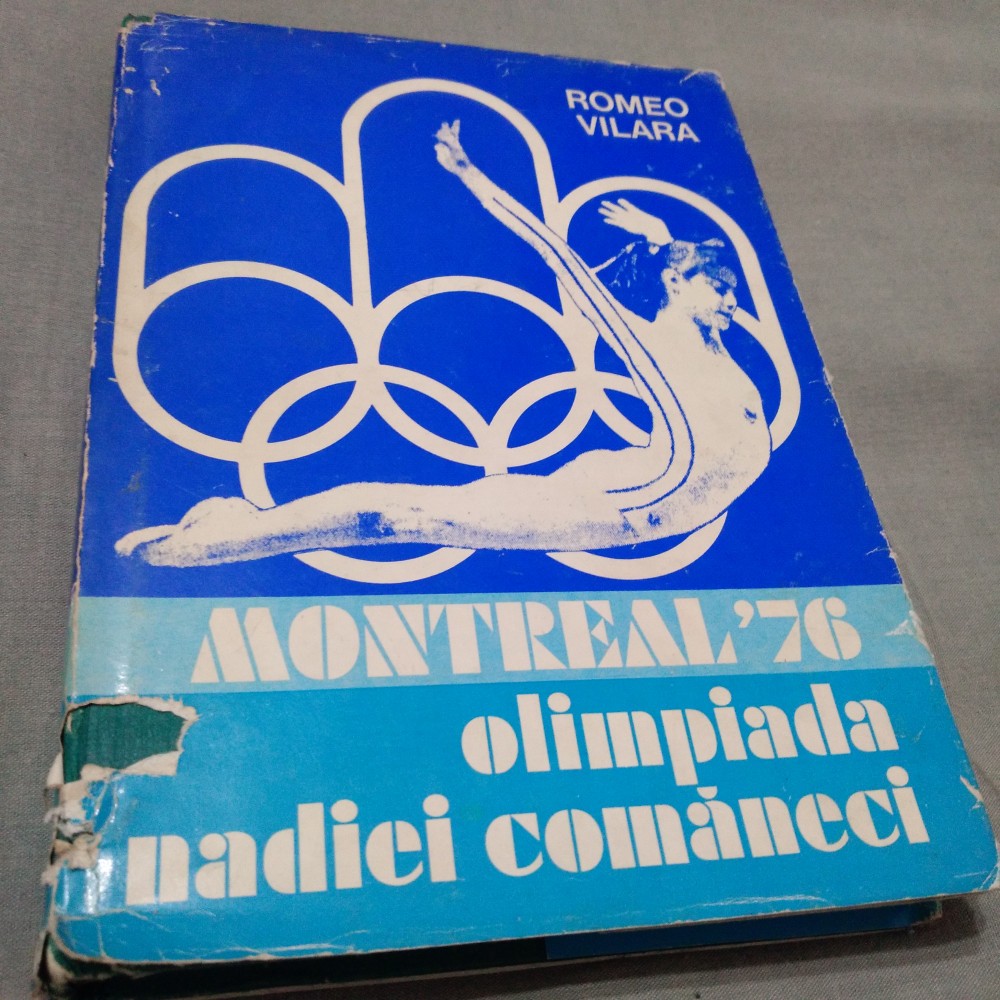 ROMEO
VILARA
MONTREAL'76
olimpiada
nadiei comăneci